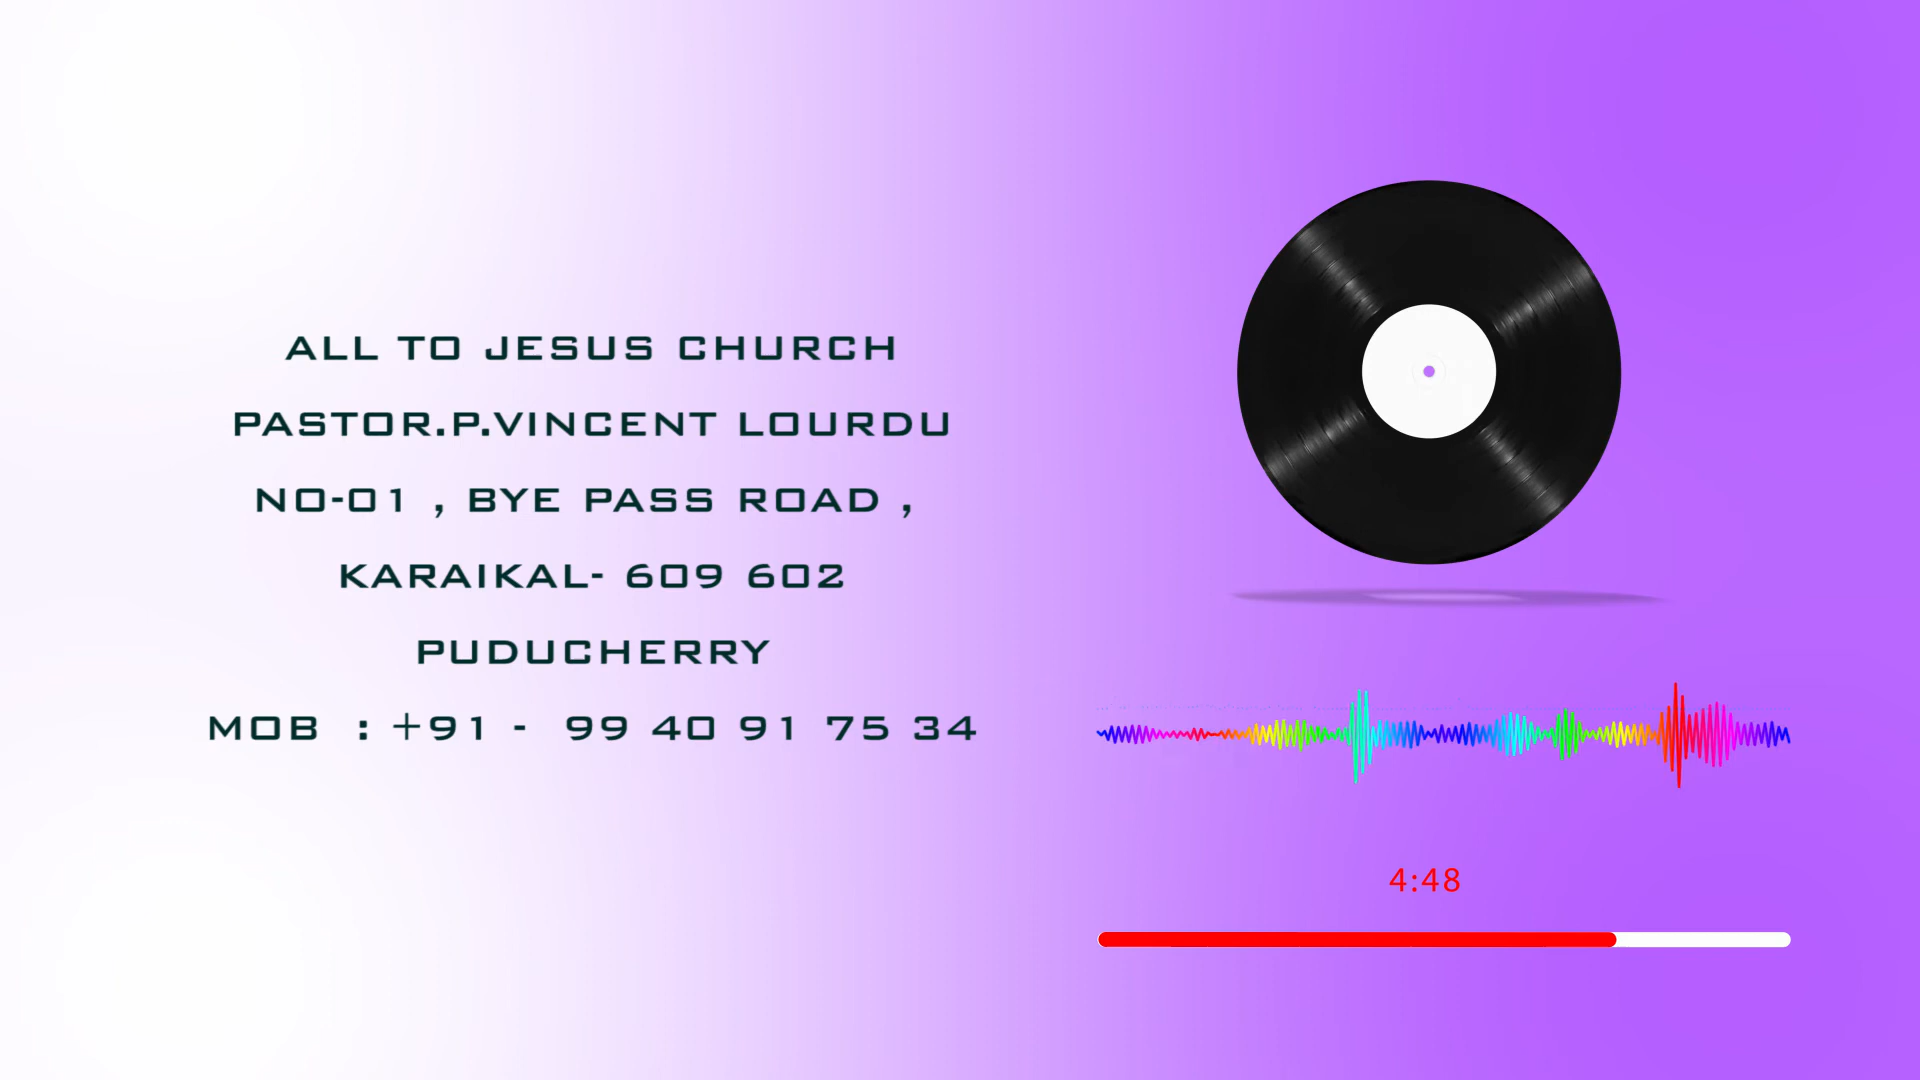 ALL TO JESUS CHURCH
PASTOR.P.VINCENT LOURDU
NO-01 , BYE PASS ROAD ,
KARAIKAL- 609 602
PUDUCHERRY
MOB : +91 - 99 40 91 75 34
4:48